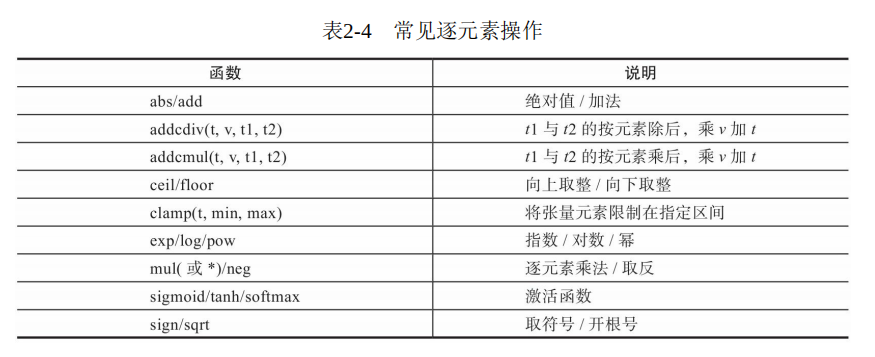 表2-4 常见逐元素操作
函数 说明
abs/add 绝对值 / 加法
addcdiv(t, v, t1, t2) t1 与 t2 的按元素除后，乘 v 加 t
addcmul(t, v, t1, t2) t1 与 t2 的按元素乘后，乘 v 加 t
ceil/floor 向上取整 / 向下取整
clamp(t, min, max) 将张量元素限制在指定区间
exp/log/pow 指数 / 对数 / 幂
mul( 或 *)/neg 逐元素乘法 / 取反
sigmoid/tanh/softmax 激活函数
sign/sqrt 取符号 / 开根号